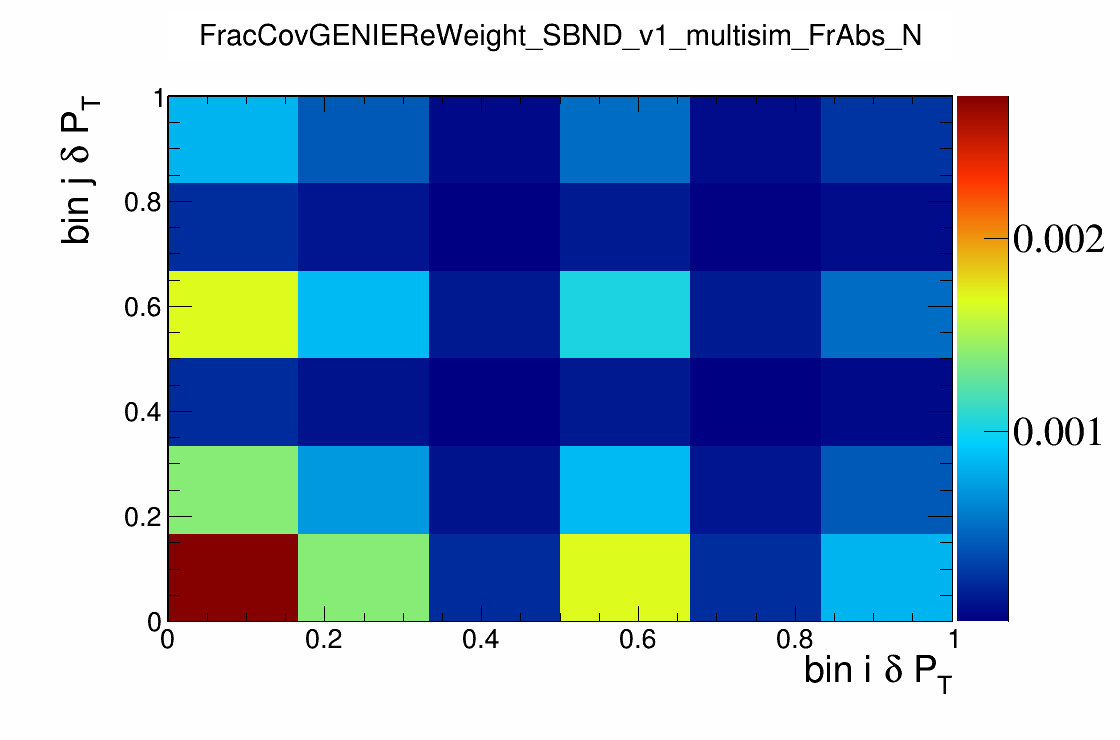 FracCovGENIEReWeight_SBND_v1_multisim_FrAbs_N
bin j δ P_T
1
0.8
0.6
0.4
0.2
0
0 0.2 0.4 0.6 0.8 1
bin i δ P_T
0.002
0.001